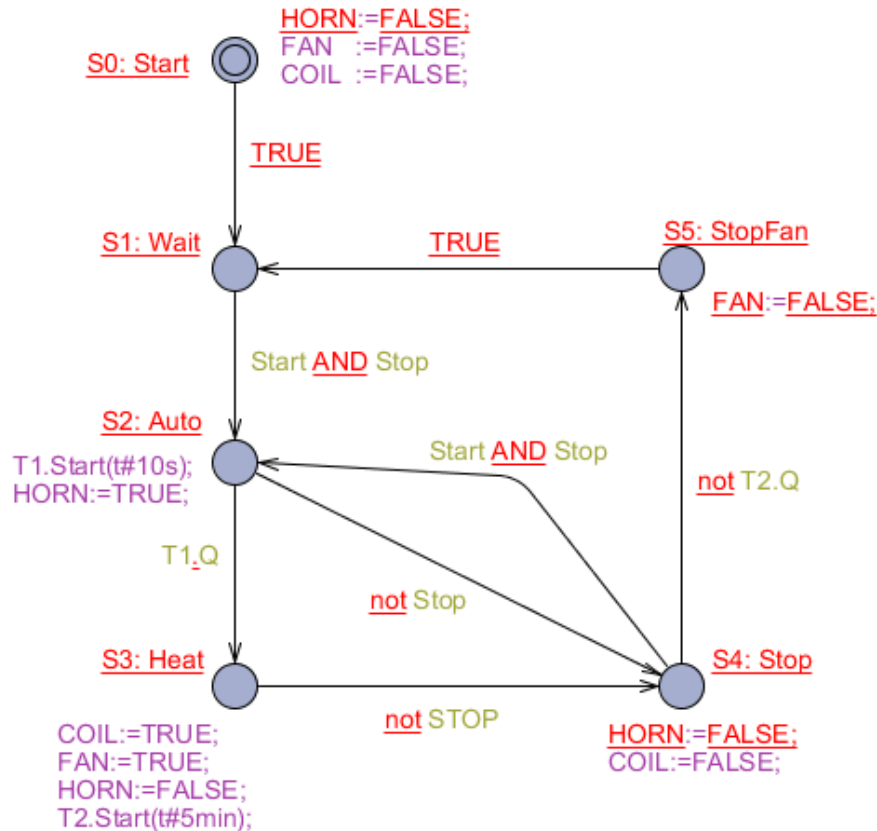 HORN:=FALSE;
FAN :=FALSE;
COIL :=FALSE;
S0: Start
TRUE
S1: Wait
TRUE
S5: StopFan
FAN:=FALSE;
Start AND Stop
S2: Auto
T1.Start(t#10s);
HORN:=TRUE;
Start AND Stop
not T2.Q
T1.Q
not Stop
S3: Heat
S4: Stop
not STOP
COIL:=TRUE;
FAN:=TRUE;
HORN:=FALSE;
T2.Start(t#5min);
HORN:=FALSE;
COIL:=FALSE;